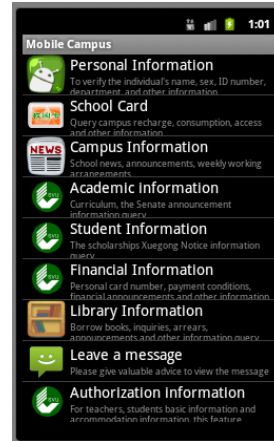 1:01
Mobile Campus
Personal Information
To verify the individual's name, sex, ID number,
department, and other information
School Card
Query campus recharge, consumption, access
and other information
NEWS
Campus Information
School news, announcements, weekly working
arrangements
Academic information
Curriculum, the Senate announcement
information query
Student Information
The scholarships Xuegong Notice information
query
Financial Information
Personal card number, payment conditions,
financial announcements and other information
Library Information
Borrow books, inquiries, arrears,
announcements and other information query
Leave a message
Please give valuable advice to view the message
Authorization information
For teachers, students basic information and
accommodation information, this feature